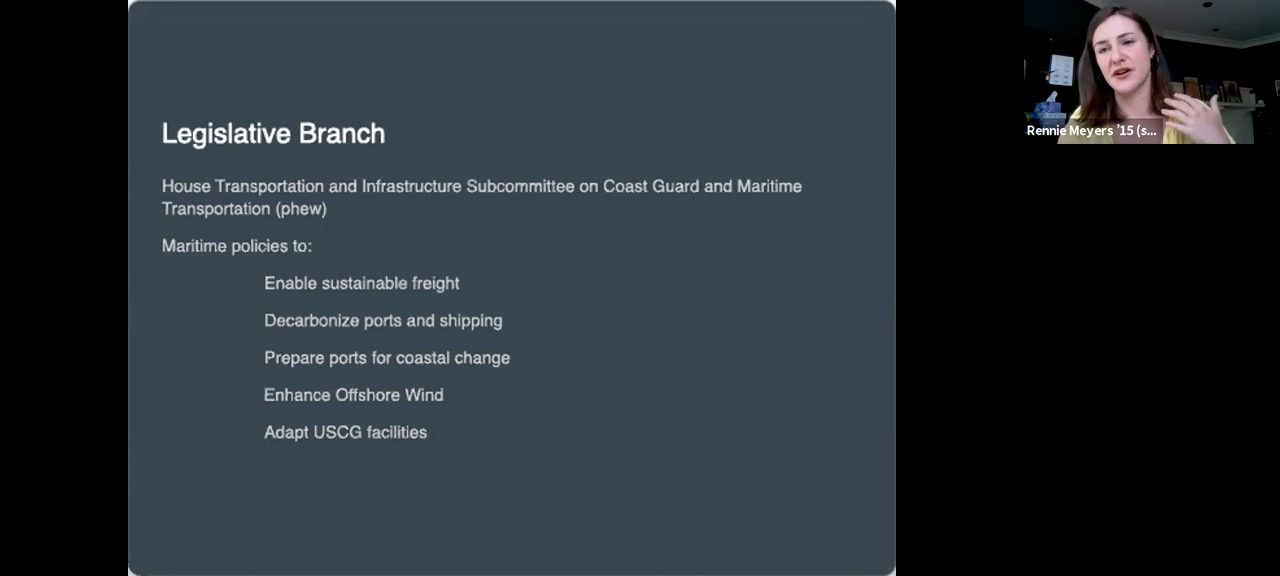 Legislative Branch
House Transportation and Infrastructure Subcommittee on Coast Guard and Maritime
Transportation (phew)
Maritime policies to:
Enable sustainable freight
Decarbonize ports and shipping
Prepare ports for coastal change
Enhance Offshore Wind
Adapt USCG facilities
Rennie Meyers '15 (s...